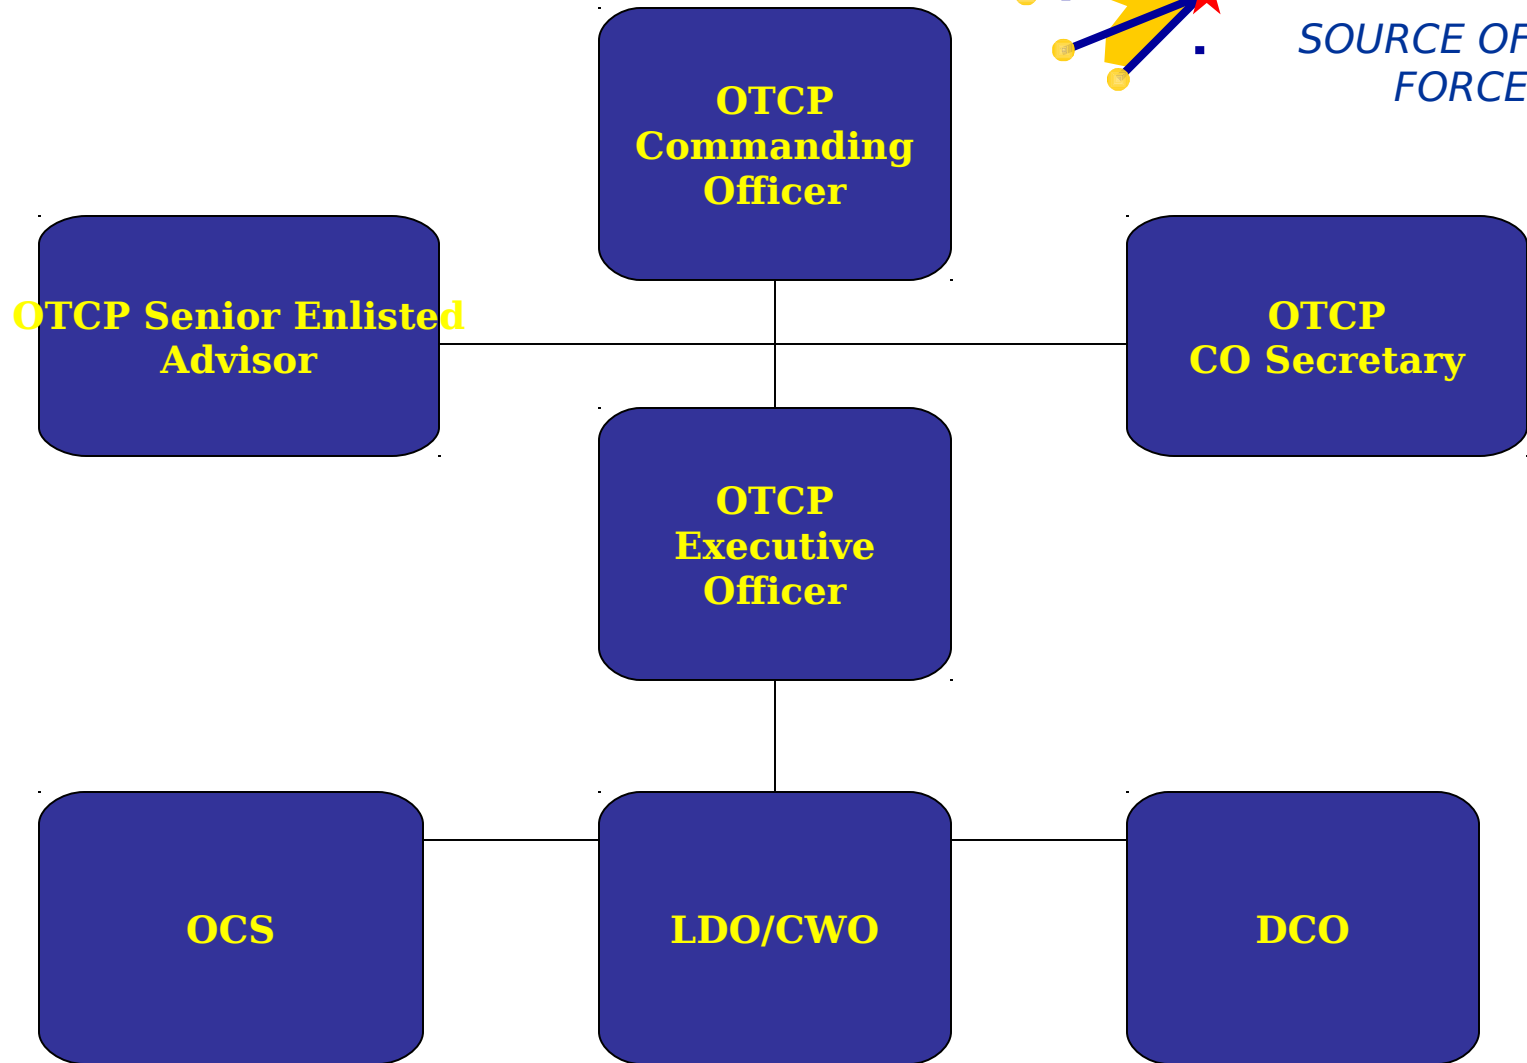 SOURCE OF
FORCE
OTCP
Commanding
Officer
OTCP Senior Enlisted
Advisor
OTCP
CO Secretary
OTCP
Executive
Officer
OCS
LDO/CWO
DCO